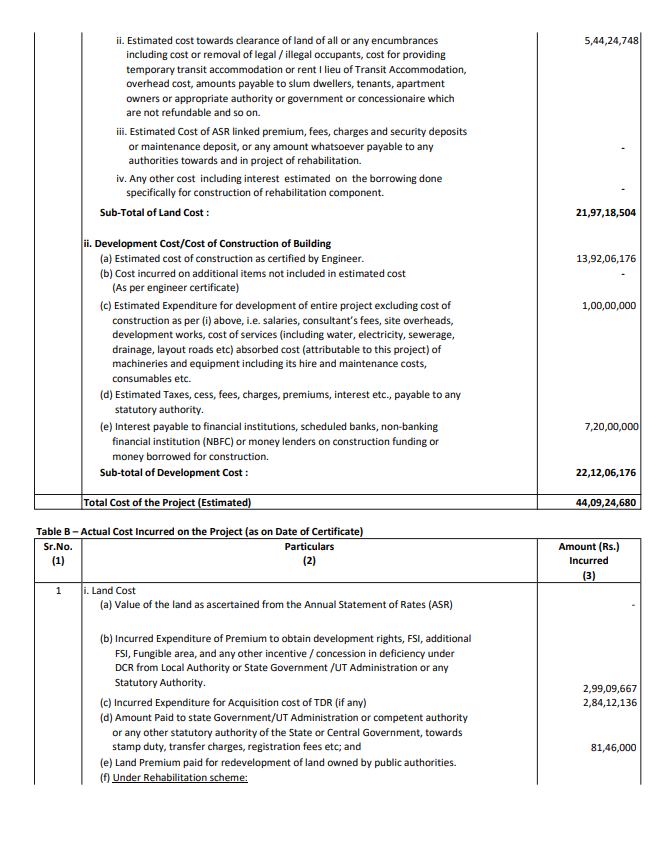 ii. Estimated cost towards clearance of land of all or any encumbrances 5,44,24,748
including cost or removal of legal / illegal occupants, cost for providing
temporary transit accommodation or rent I lieu of Transit Accommodation,
overhead cost, amounts payable to slum dwellers, tenants, apartment
owners or appropriate authority or government or concessionaire which
are not refundable and so on.
iii. Estimated Cost of ASR linked premium, fees, charges and security deposits
or maintenance deposit, or any amount whatsoever payable to any -
authorities towards and in project of rehabilitation.
iv. Any other cost including interest estimated on the borrowing done
specifically for construction of rehabilitation component. -
Sub-Total of Land Cost : 21,97,18,504
ii. Development Cost/Cost of Construction of Building
(a) Estimated cost of construction as certified by Engineer. 13,92,06,176
(b) Cost incurred on additional items not included in estimated cost -
(As per engineer certificate)
(c) Estimated Expenditure for development of entire project excluding cost of 1,00,00,000
construction as per (i) above, i.e. salaries, consultant's fees, site overheads,
development works, cost of services (including water, electricity, sewerage,
drainage, layout roads etc) absorbed cost (attributable to this project) of
machineries and equipment including its hire and maintenance costs,
consumables etc.
(d) Estimated Taxes, cess, fees, charges, premiums, interest etc., payable to any
statutory authority.
(e) Interest payable to financial institutions, scheduled banks, non-banking 7,20,00,000
financial institution (NBFC) or money lenders on construction funding or
money borrowed for construction.
Sub-total of Development Cost : 22,12,06,176
Total Cost of the Project (Estimated) 44,09,24,680
Table B – Actual Cost Incurred on the Project (as on Date of Certificate)
Sr.No. Particulars Amount (Rs.)
(1) (2) Incurred
(3)
1 i. Land Cost
(a) Value of the land as ascertained from the Annual Statement of Rates (ASR) -
(b) Incurred Expenditure of Premium to obtain development rights, FSI, additional
FSI, Fungible area, and any other incentive / concession in deficiency under
DCR from Local Authority or State Government /UT Administration or any
Statutory Authority. 2,99,09,667
(c) Incurred Expenditure for Acquisition cost of TDR (if any) 2,84,12,136
(d) Amount Paid to state Government/UT Administration or competent authority
or any other statutory authority of the State or Central Government, towards
stamp duty, transfer charges, registration fees etc; and 81,46,000
(e) Land Premium paid for redevelopment of land owned by public authorities.
(f) Under Rehabilitation scheme: